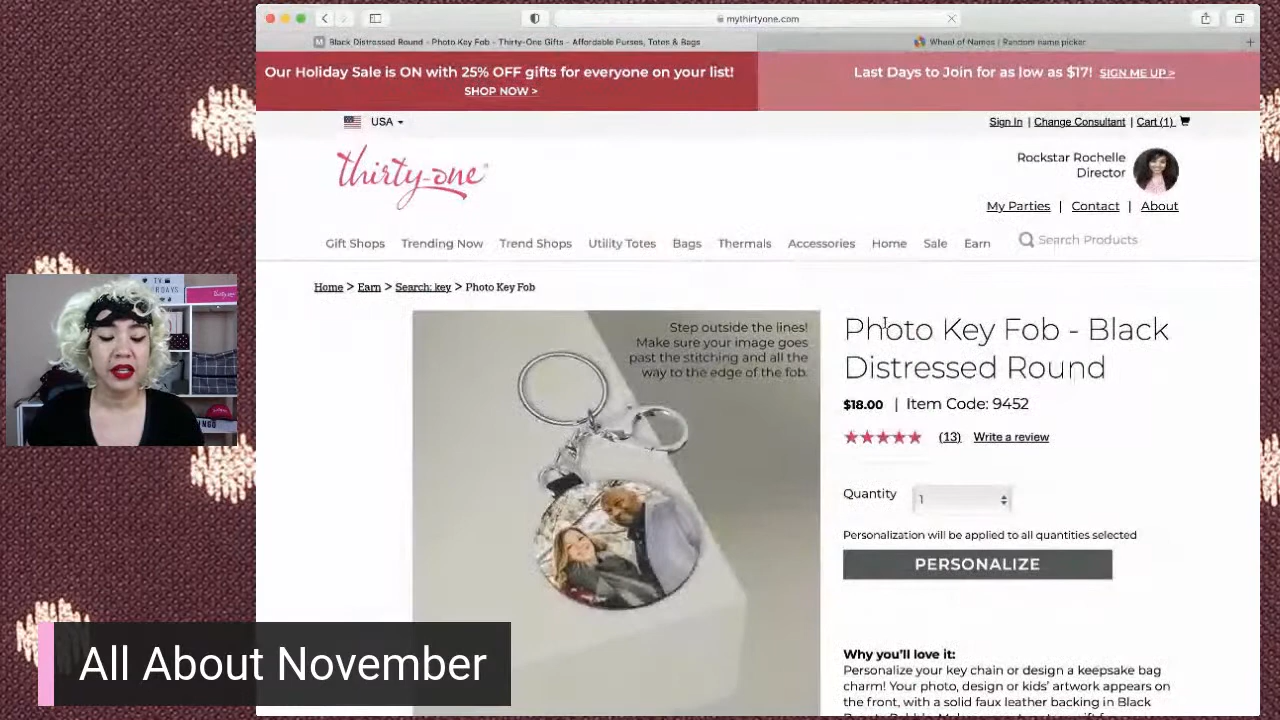 mythirtyone.com
Black Distressed Round - Photo Key Fob - Thirty-One Gifts - Affordable Purses, Totes & Bags
Wheel of Names | Random name picker
Our Holiday Sale is ON with 25% OFF gifts for everyone on your list!
SHOP NOW >
Last Days to Join for as low as $17! SIGN ME UP >
USA
Sign In | Change Consultant | Cart (1)
thirty-one
Rockstar Rochelle
Director
My Parties | Contact | About
Gift Shops Trending Now Trend Shops Utility Totes Bags Thermals Accessories Home Sale Earn Search Products
Home > Earn > Search: key > Photo Key Fob
Step outside the lines!
Make sure your image goes
past the stitching and all the
way to the edge of the fob.
Photo Key Fob - Black
Distressed Round
$18.00 | Item Code: 9452
(13) Write a review
Quantity 1
Personalization will be applied to all quantities selected
PERSONALIZE
Why you'll love it:
Personalize your key chain or design a keepsake bag
charm! Your photo, design or kids' artwork appears on
the front, with a solid faux leather backing in Black
All About November